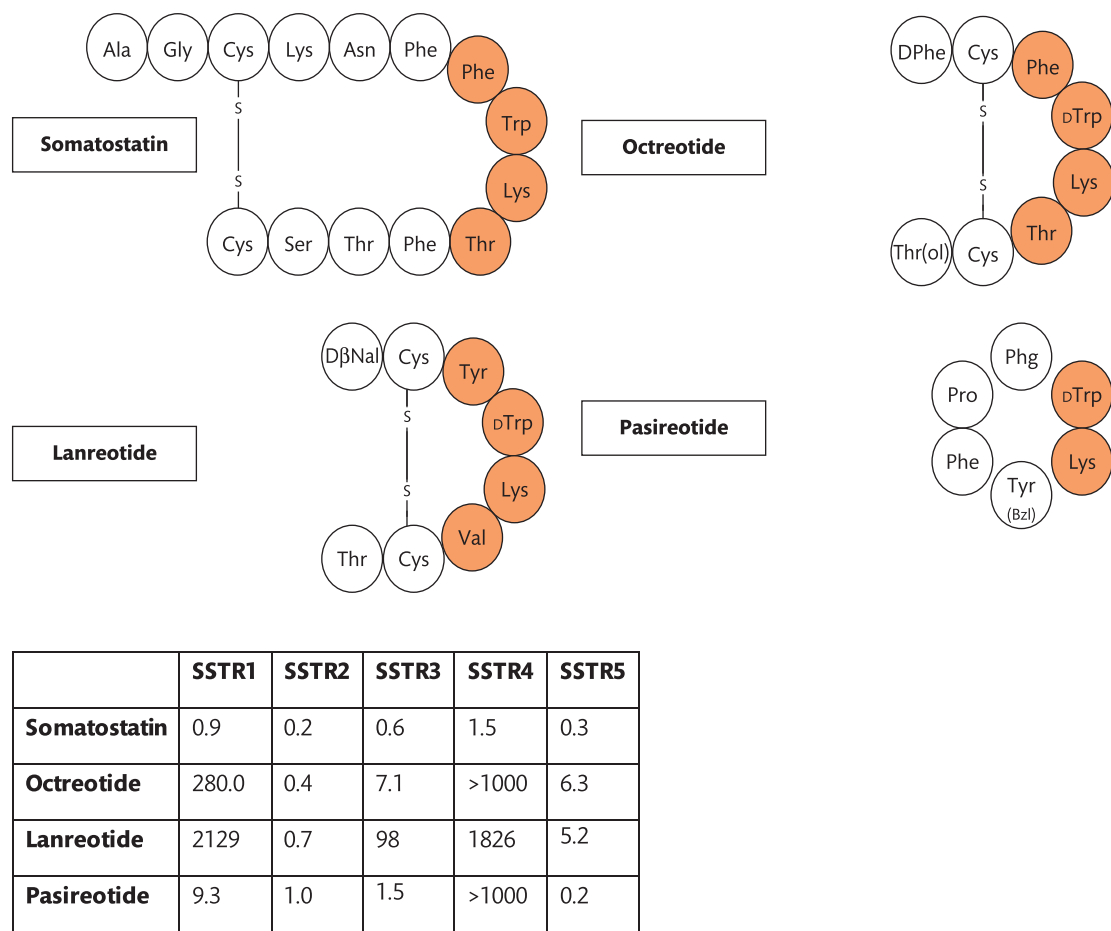 Ala Gly Cys Lys Asn Phe Phe Trp Lys Thr Phe Thr Ser Cys
S
S
Somatostatin
DPhe Cys Phe DTrp Lys Thr Cys Thr(ol)
S
S
Octreotide
DβNal Cys Tyr DTrp Lys Val Cys Thr
S
S
Lanreotide
Phg
Pro DTrp
Phe Lys
Tyr
(Bzl)
Pasireotide
SSTR1 SSTR2 SSTR3 SSTR4 SSTR5
Somatostatin 0.9 0.2 0.6 1.5 0.3
Octreotide 280.0 0.4 7.1 >1000 6.3
Lanreotide 2129 0.7 98 1826 5.2
Pasireotide 9.3 1.0 1.5 >1000 0.2